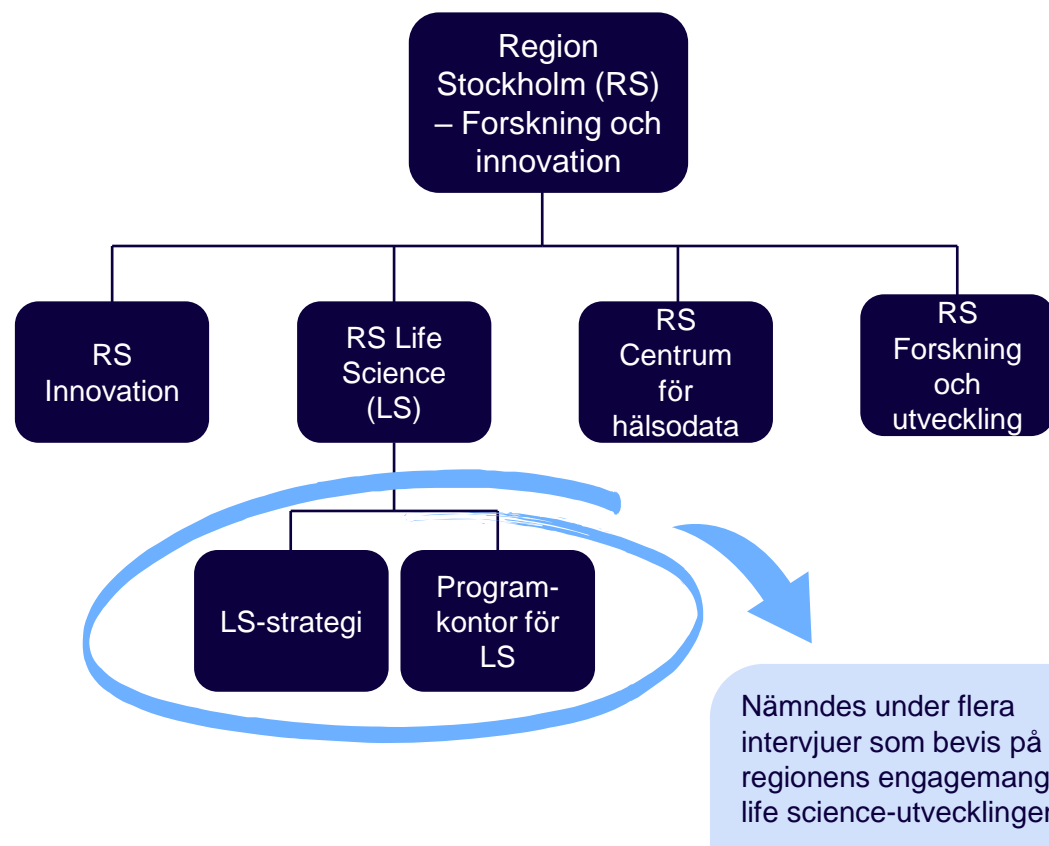 Region
Stockholm (RS)
– Forskning och
innovation
RS
Innovation
RS Life
Science
(LS)
RS
Centrum
för
hälsodata
RS
Forskning
och
utveckling
LS-strategi
Program-
kontor för
LS
Nämndes under flera
intervjuer som bevis på
regionens engagemang
life science-utvecklingen